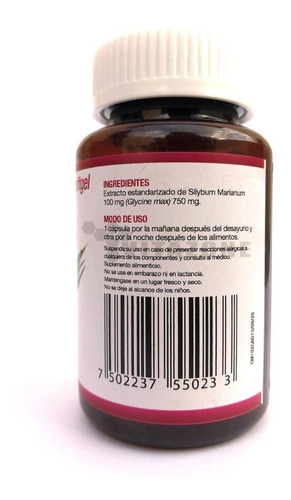 gel
INGREDIENTES
Extracto estandarizado de Silybum Marianum
100 mg (Glycine max) 750 mg.
MODO DE USO
1 cápsula por la mañana después del desayuno y
otra por la noche después de los alimentos.
Suspenda su uso en caso de presentar reacciones alérgicas a
cualquiera de los componentes y consulte al médico.
Suplemento alimenticio.
No se use en embarazo ni en lactancia.
Mantengase en un lugar fresco y seco.
No se deje al alcance de los niños.
7 502237 55023 3